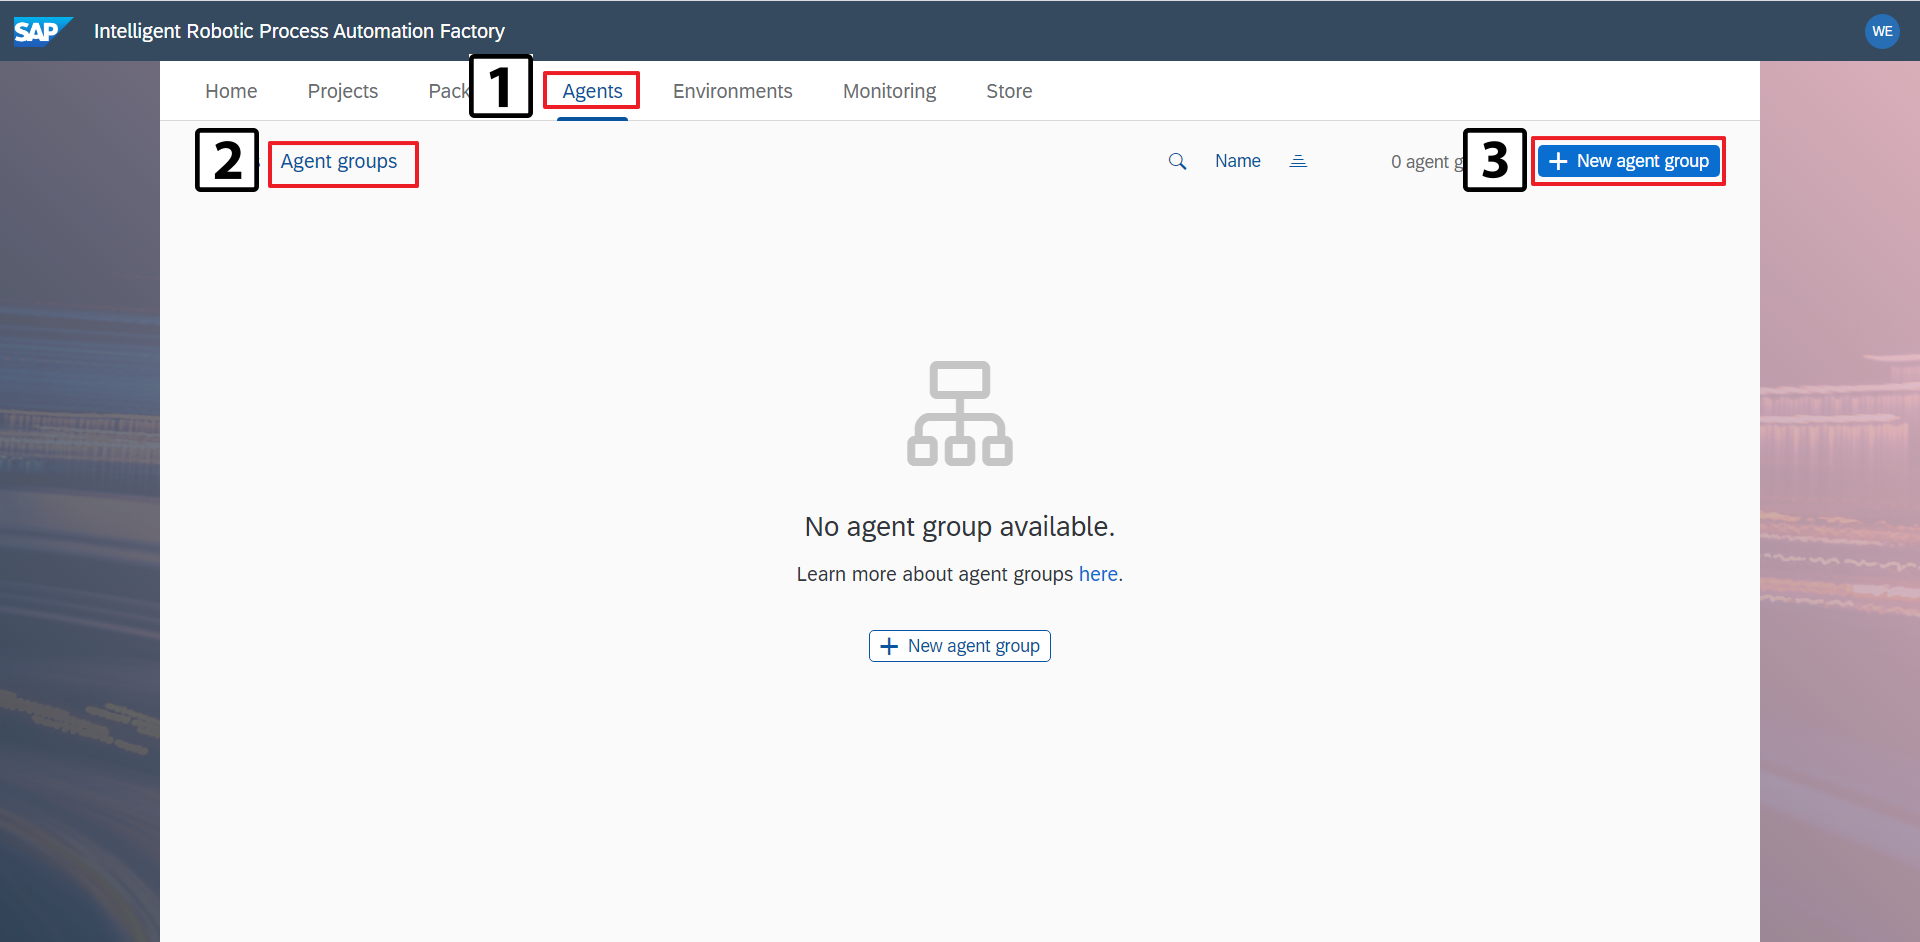 SAP Intelligent Robotic Process Automation Factory WE
Home Projects Pack 1 Agents Environments Monitoring Store
2 Agent groups Name 0 agent g 3 New agent group
No agent group available.
Learn more about agent groups here.
New agent group